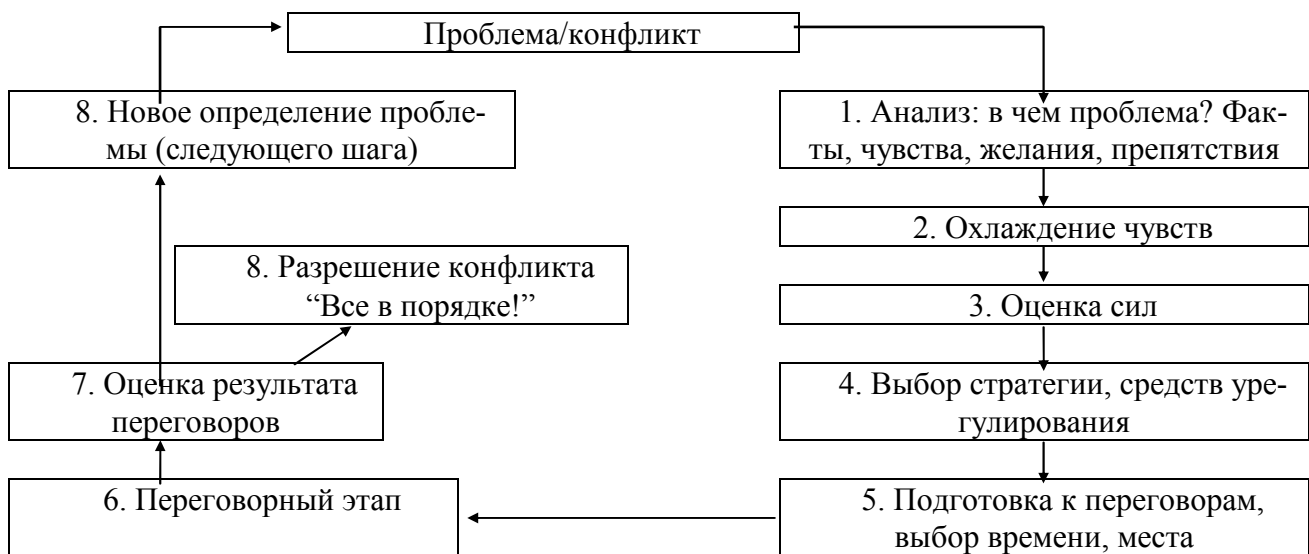 Проблема/конфликт
8. Новое определение пробле-
мы (следующего шага)
1. Анализ: в чем проблема? Фак-
ты, чувства, желания, препятствия
2. Охлаждение чувств
8. Разрешение конфликта
“Все в порядке!”
3. Оценка сил
7. Оценка результата
переговоров
4. Выбор стратегии, средств уре-
гулирования
6. Переговорный этап
5. Подготовка к переговорам,
выбор времени, места